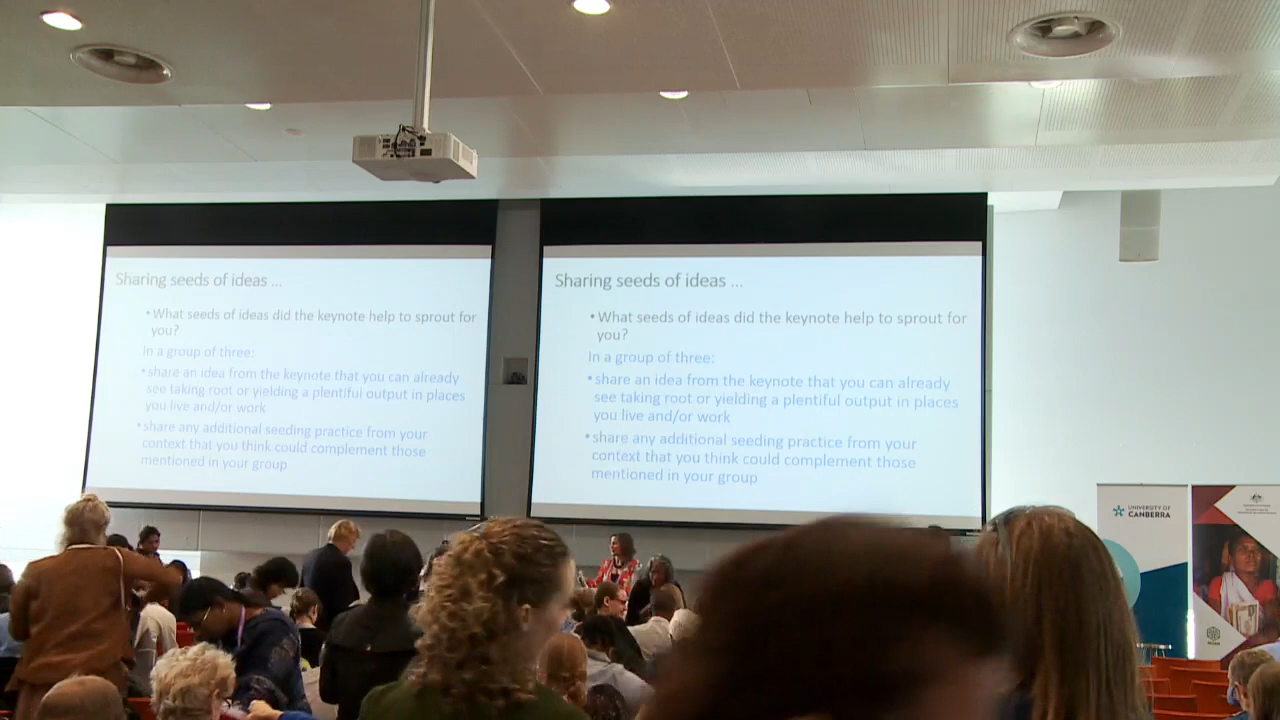 Sharing seeds of ideas ...
• What seeds of ideas did the keynote help to sprout for
you?
In a group of three:
• share an idea from the keynote that you can already
see taking root or yielding a plentiful output in places
you live and/or work
• share any additional seeding practice from your
context that you think could complement those
mentioned in your group
Sharing seeds of ideas ...
• What seeds of ideas did the keynote help to sprout for
you?
In a group of three:
• share an idea from the keynote that you can already
see taking root or yielding a plentiful output in places
you live and/or work
• share any additional seeding practice from your
context that you think could complement those
mentioned in your group
UNIVERSITY OF
CANBERRA